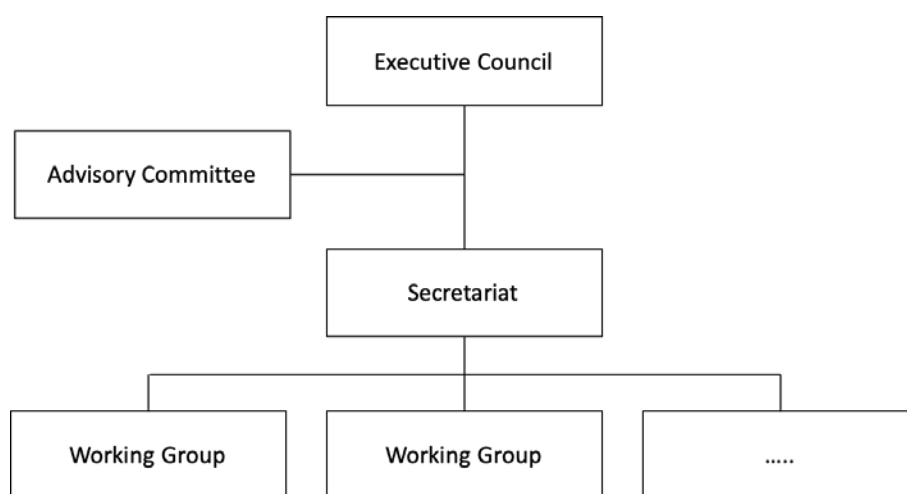 Executive Council
Advisory Committee
Secretariat
Working Group
Working Group
.....